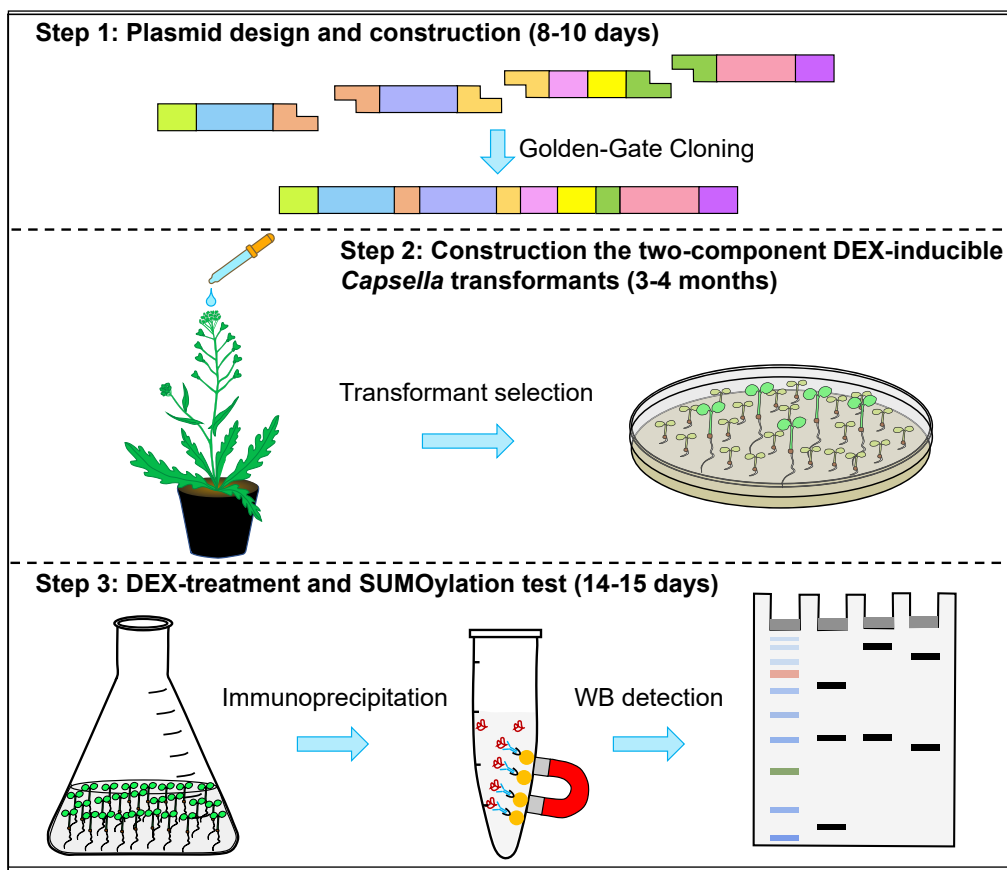 Step 1: Plasmid design and construction (8-10 days)
Golden-Gate Cloning
Step 2: Construction the two-component DEX-inducible
Capsella transformants (3-4 months)
Transformant selection
Step 3: DEX-treatment and SUMOylation test (14-15 days)
Immunoprecipitation
WB detection